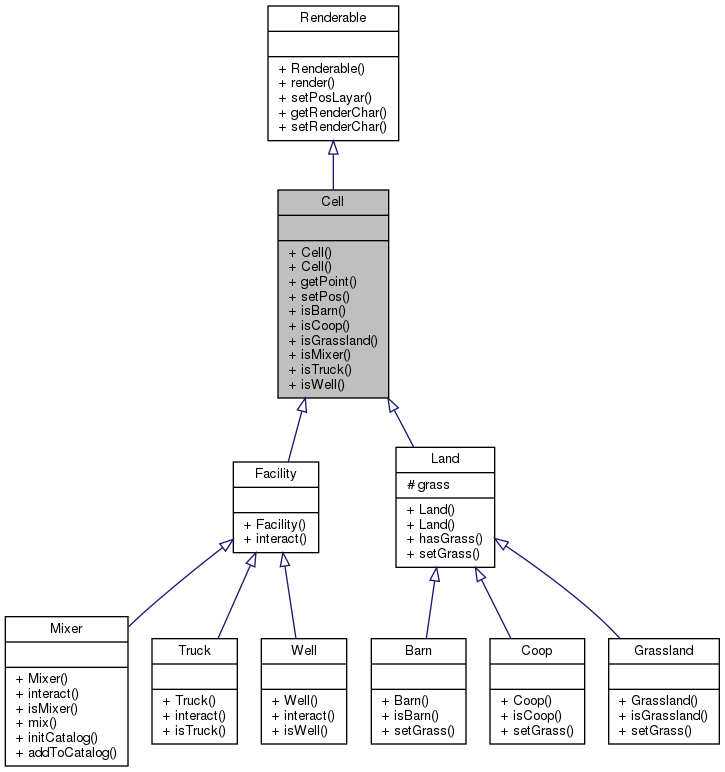 Renderable
+ Renderable()
+ render()
+ setPosLayar()
+ getRenderChar()
+ setRenderChar()
Cell
+ Cell()
+ Cell()
+ getPoint()
+ setPos()
+ isBarn()
+ isCoop()
+ isGrassland()
+ isMixer()
+ isTruck()
+ isWell()
Facility
+ Facility()
+ interact()
Land
# grass
+ Land()
+ Land()
+ hasGrass()
+ setGrass()
Mixer
+ Mixer()
+ interact()
+ isMixer()
+ mix()
+ initCatalog()
+ addToCatalog()
Truck
+ Truck()
+ interact()
+ isTruck()
Well
+ Well()
+ interact()
+ isWell()
Barn
+ Barn()
+ isBarn()
+ setGrass()
Coop
+ Coop()
+ isCoop()
+ setGrass()
Grassland
+ Grassland()
+ isGrassland()
+ setGrass()